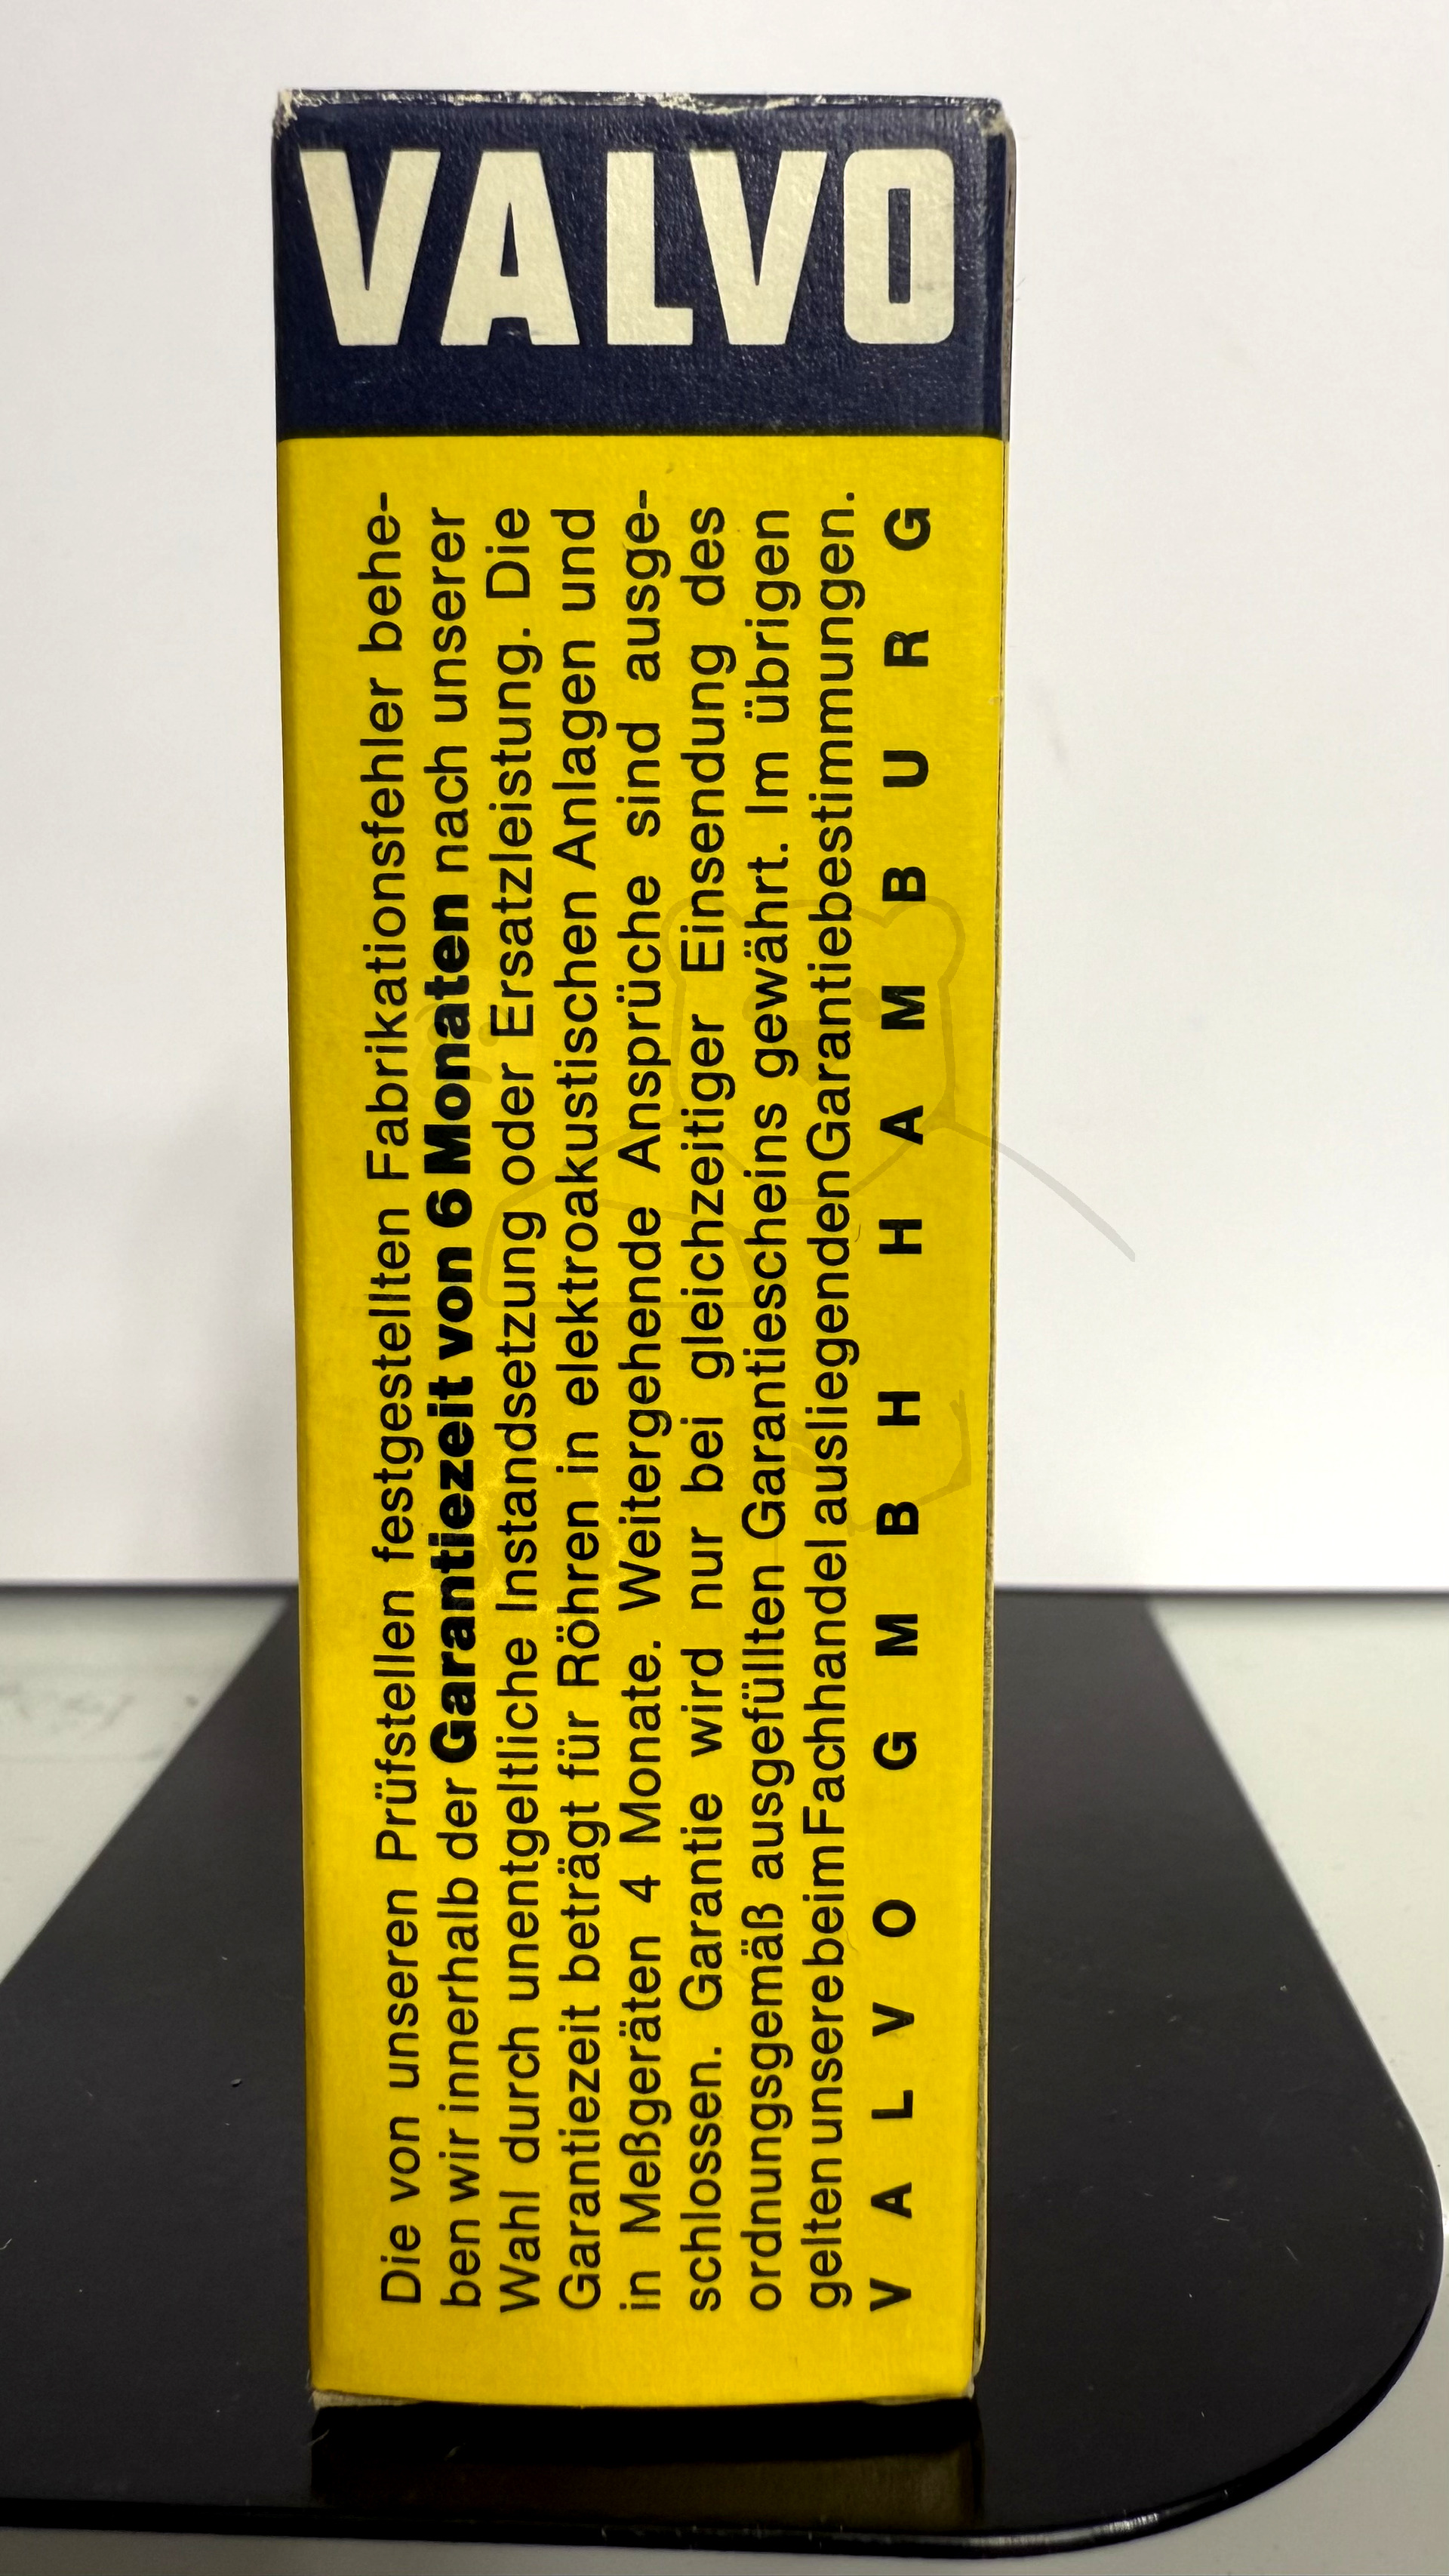 VALVO
Die von unseren Prüfstellen festgestellten Fabrikationsfehler behe-
ben wir innerhalb der Garantiezeit von 6 Monaten nach unserer
Wahl durch unentgeltliche Instandsetzung oder Ersatzleistung. Die
Garantiezeit beträgt für Röhren in elektroakustischen Anlagen und
in Meßgeräten 4 Monate. Weitergehende Ansprüche sind ausge-
schlossen. Garantie wird nur bei gleichzeitiger Einsendung des
ordnungsgemäß ausgefüllten Garantiescheins gewährt. Im übrigen
gelten unsere beim Fachhandel ausliegenden Garantiebestimmungen.
VALVO GMBH HAMBURG